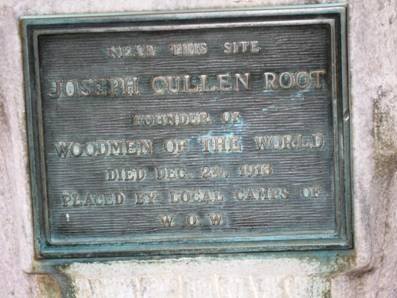 NEAR THIS SITE
JOSEPH CULLEN ROOT
FOUNDER OF
WOODMEN OF THE WORLD
DIED DEC. 24, 1913
PLACED BY LOCAL CAMPS OF
W. O. W.